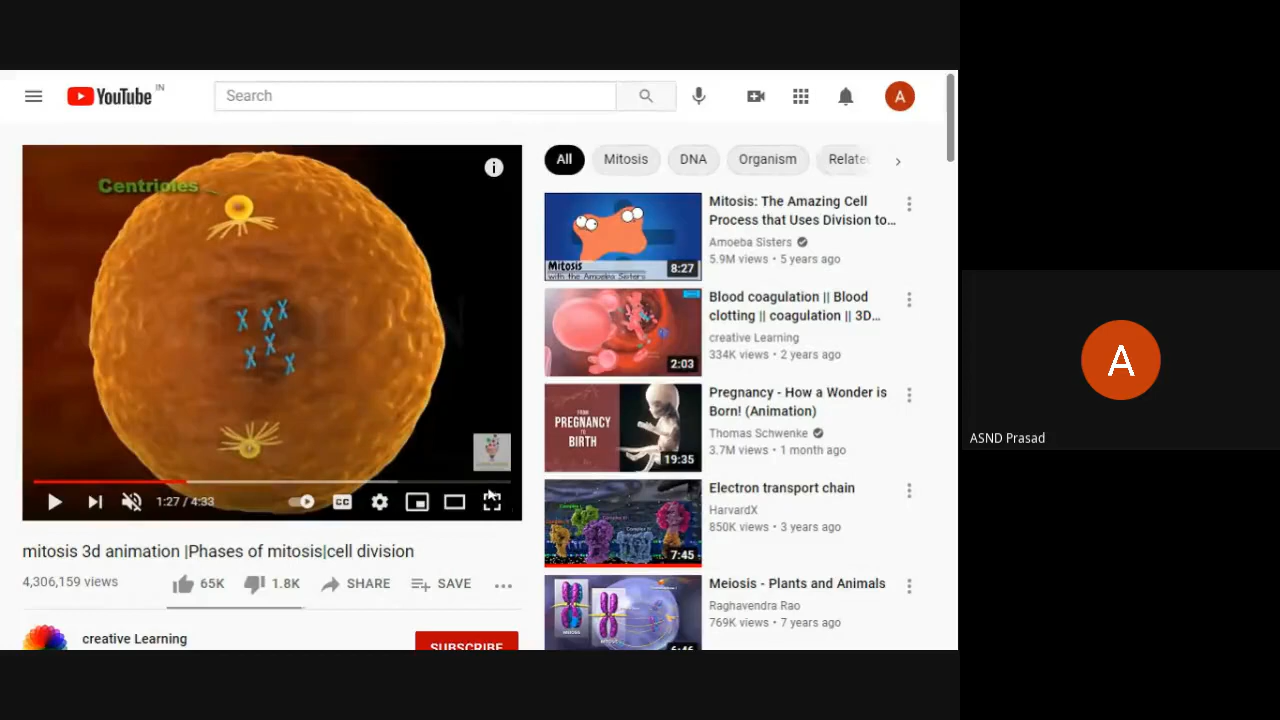 YouTube IN
Search
A
Centrioles
i
1:27 / 4:33
CC
mitosis 3d animation |Phases of mitosis|cell division
4,306,159 views
65K
1.8K
SHARE
SAVE
creative Learning
SUBSCRIBE
All
Mitosis
DNA
Organism
Relate
Mitosis
with the Amoeba Sisters
8:27
Mitosis: The Amazing Cell
Process that Uses Division to...
Amoeba Sisters
5.9M views • 5 years ago
2:03
Blood coagulation || Blood
clotting || coagulation || 3D...
creative Learning
334K views • 2 years ago
FROM
PREGNANCY
TO
BIRTH
19:35
Pregnancy - How a Wonder is
Born! (Animation)
Thomas Schwenke
3.7M views • 1 month ago
7:45
Electron transport chain
HarvardX
850K views • 3 years ago
6:46
Meiosis - Plants and Animals
Raghavendra Rao
769K views • 7 years ago
A
ASND Prasad